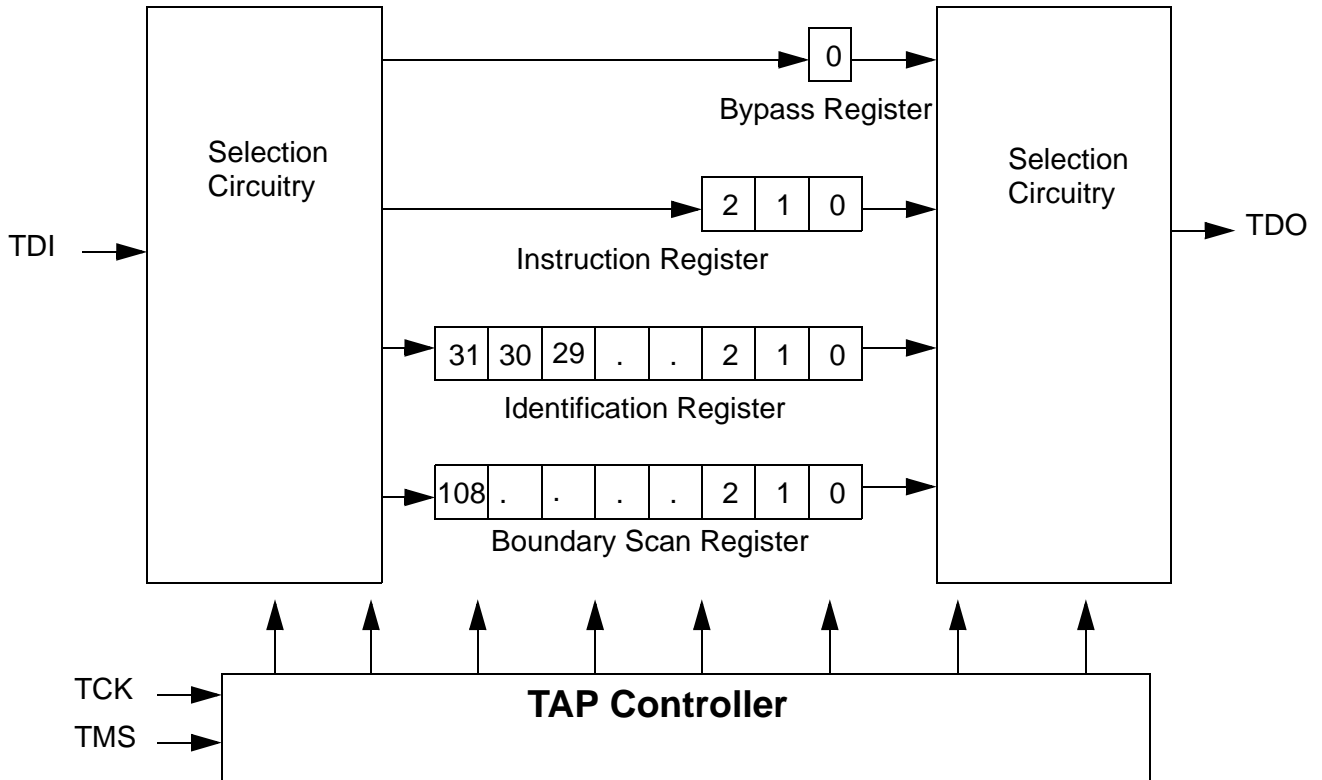 0
Bypass Register
Selection
Circuitry
Selection
Circuitry
2 1 0
TDI
TDO
Instruction Register
31 30 29 . . 2 1 0
Identification Register
108 . . . . 2 1 0
Boundary Scan Register
TCK
TMS
TAP Controller